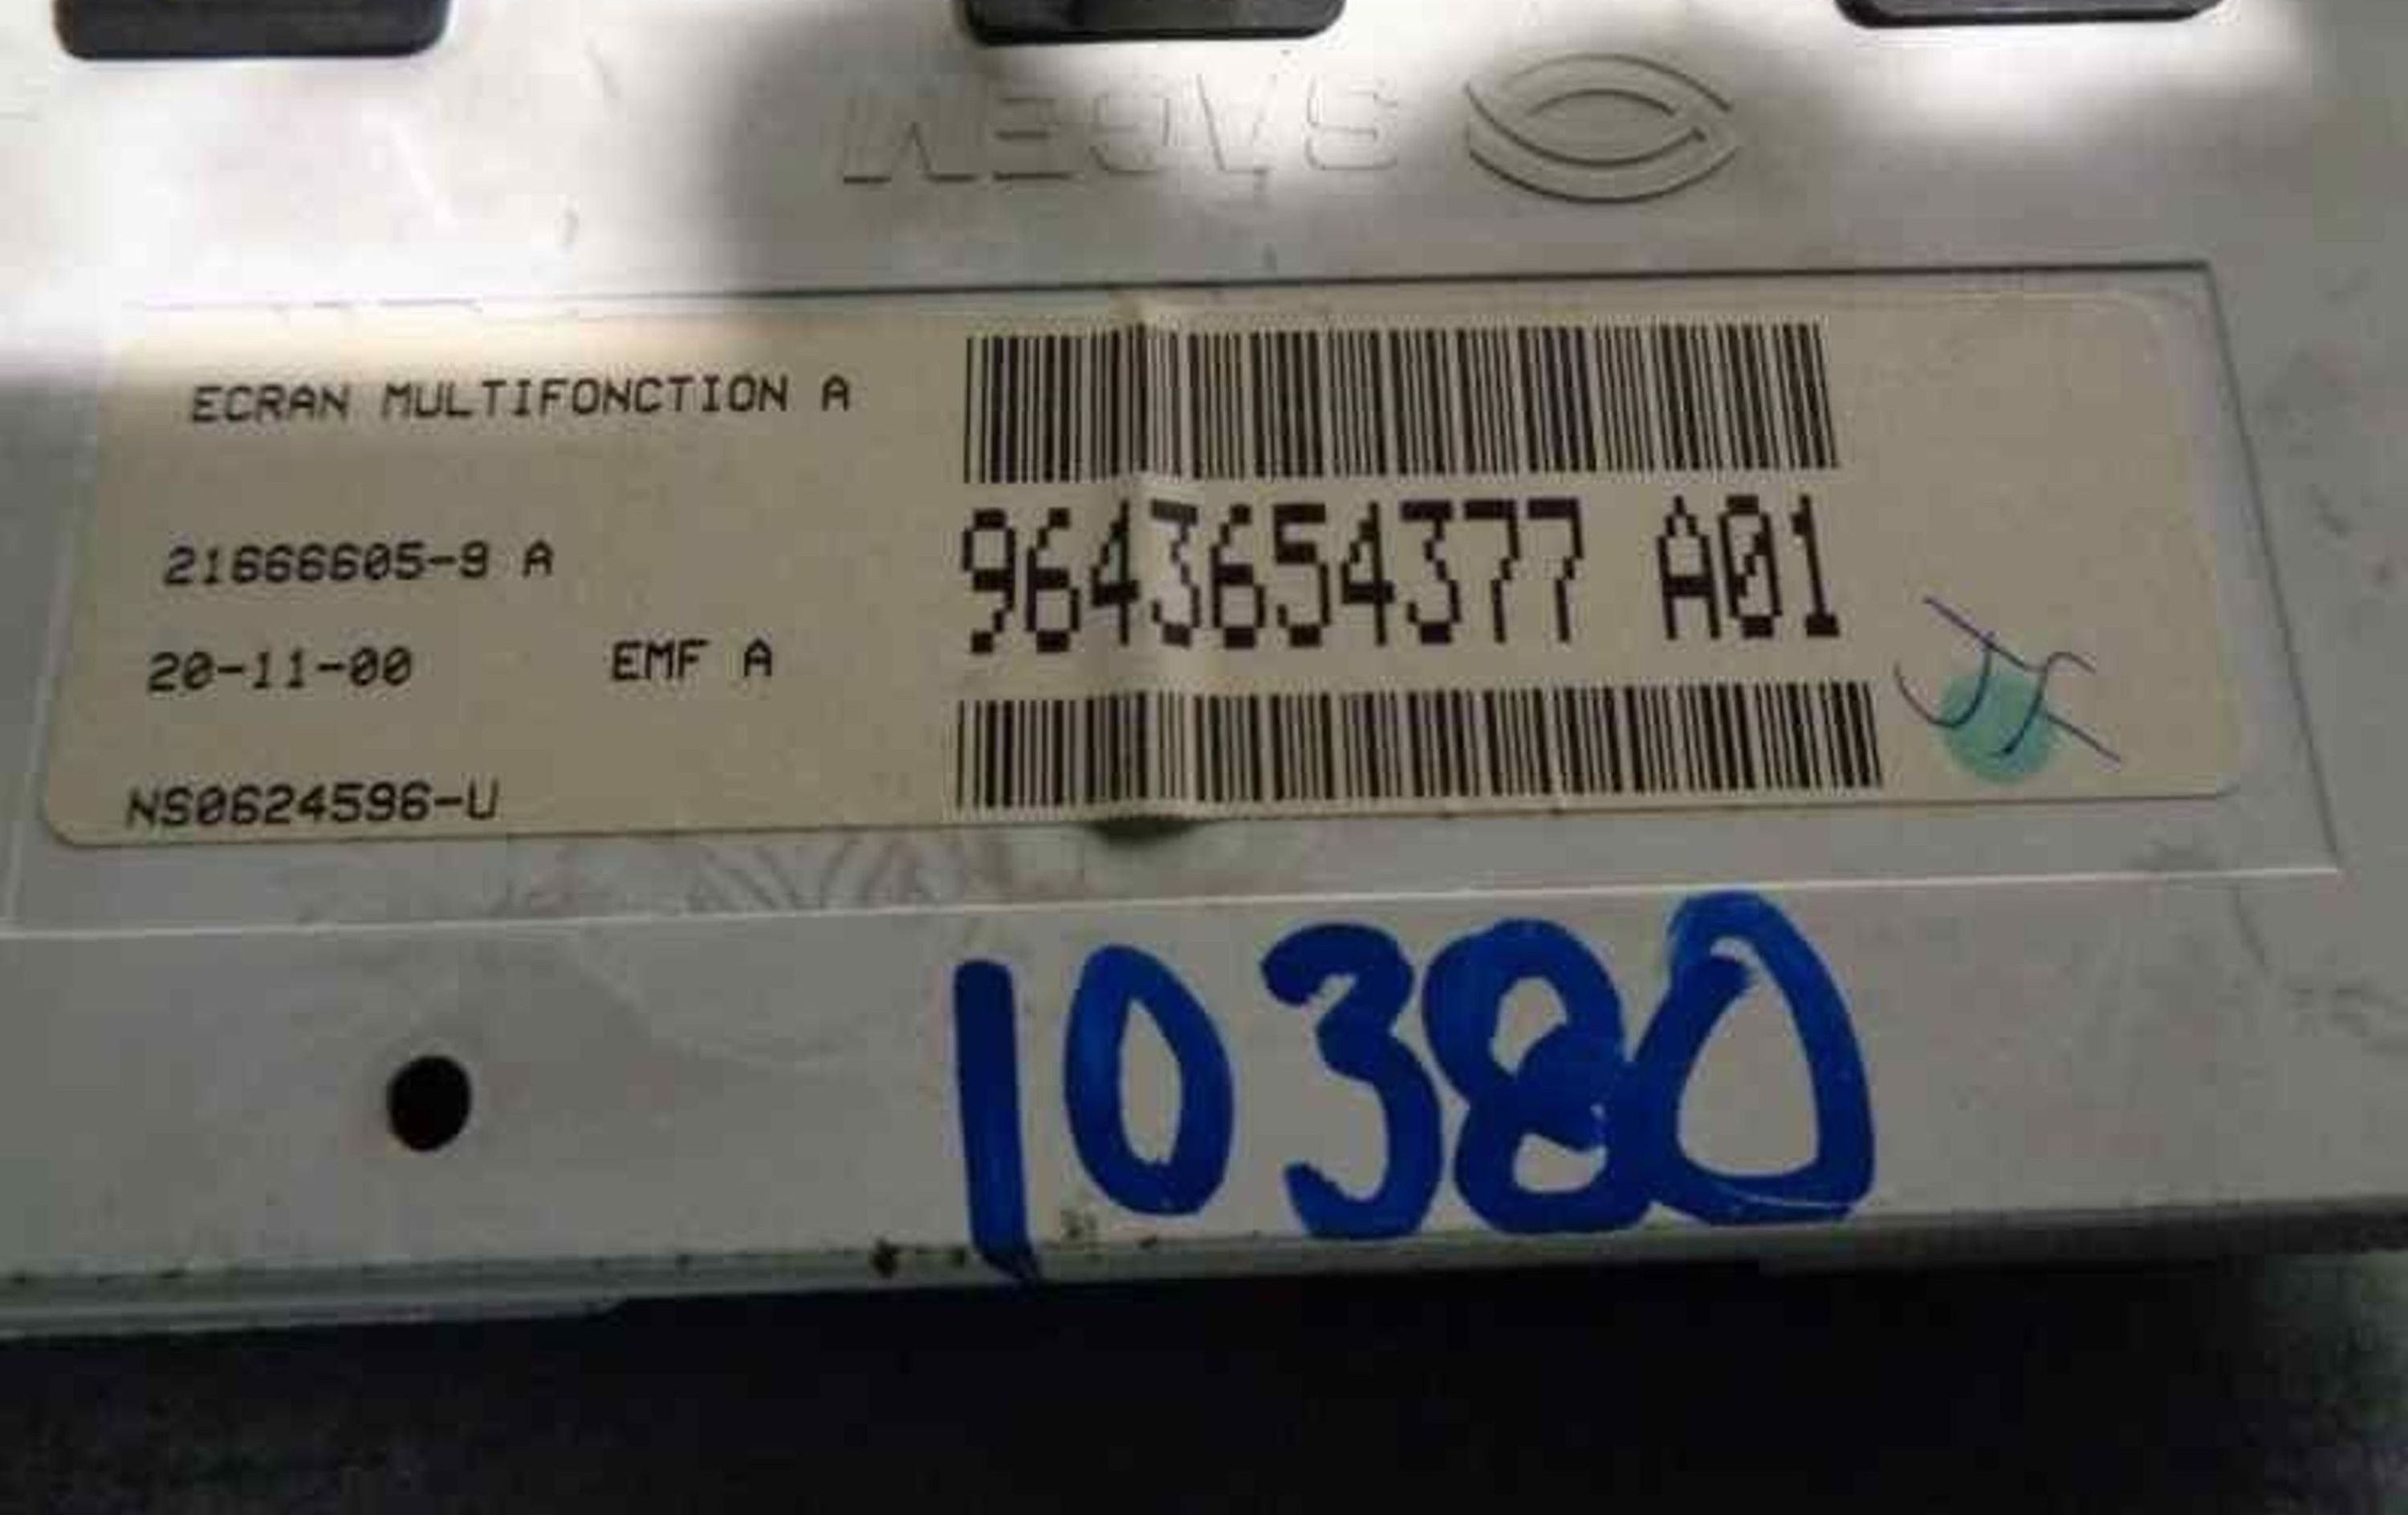 SAGEM
ECRAN MULTIFONCTION A
21666605-9 A
20-11-00 EMF A
NS0624596-U
9643654377 A01
10380